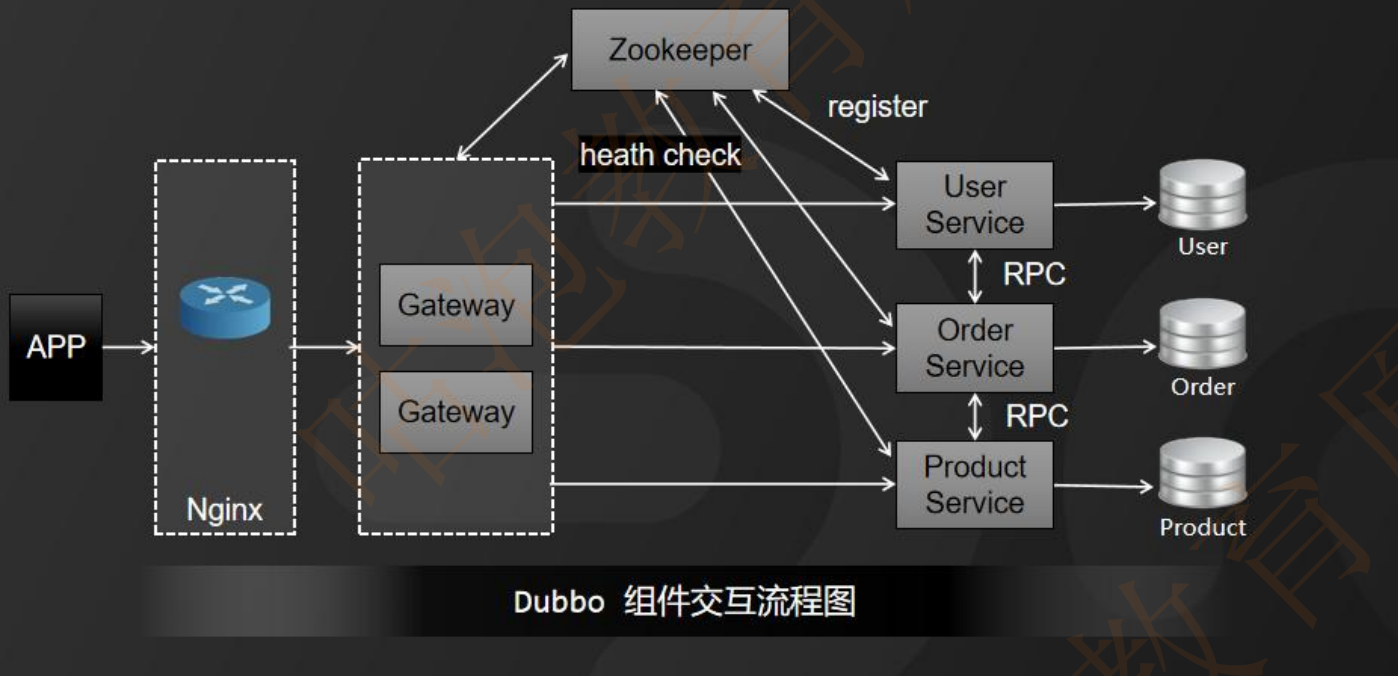 Zookeeper
register
heath check
User
Service
User
RPC
Gateway
APP
Order
Service
Order
RPC
Gateway
Product
Service
Nginx
Product
Dubbo 组件交互流程图